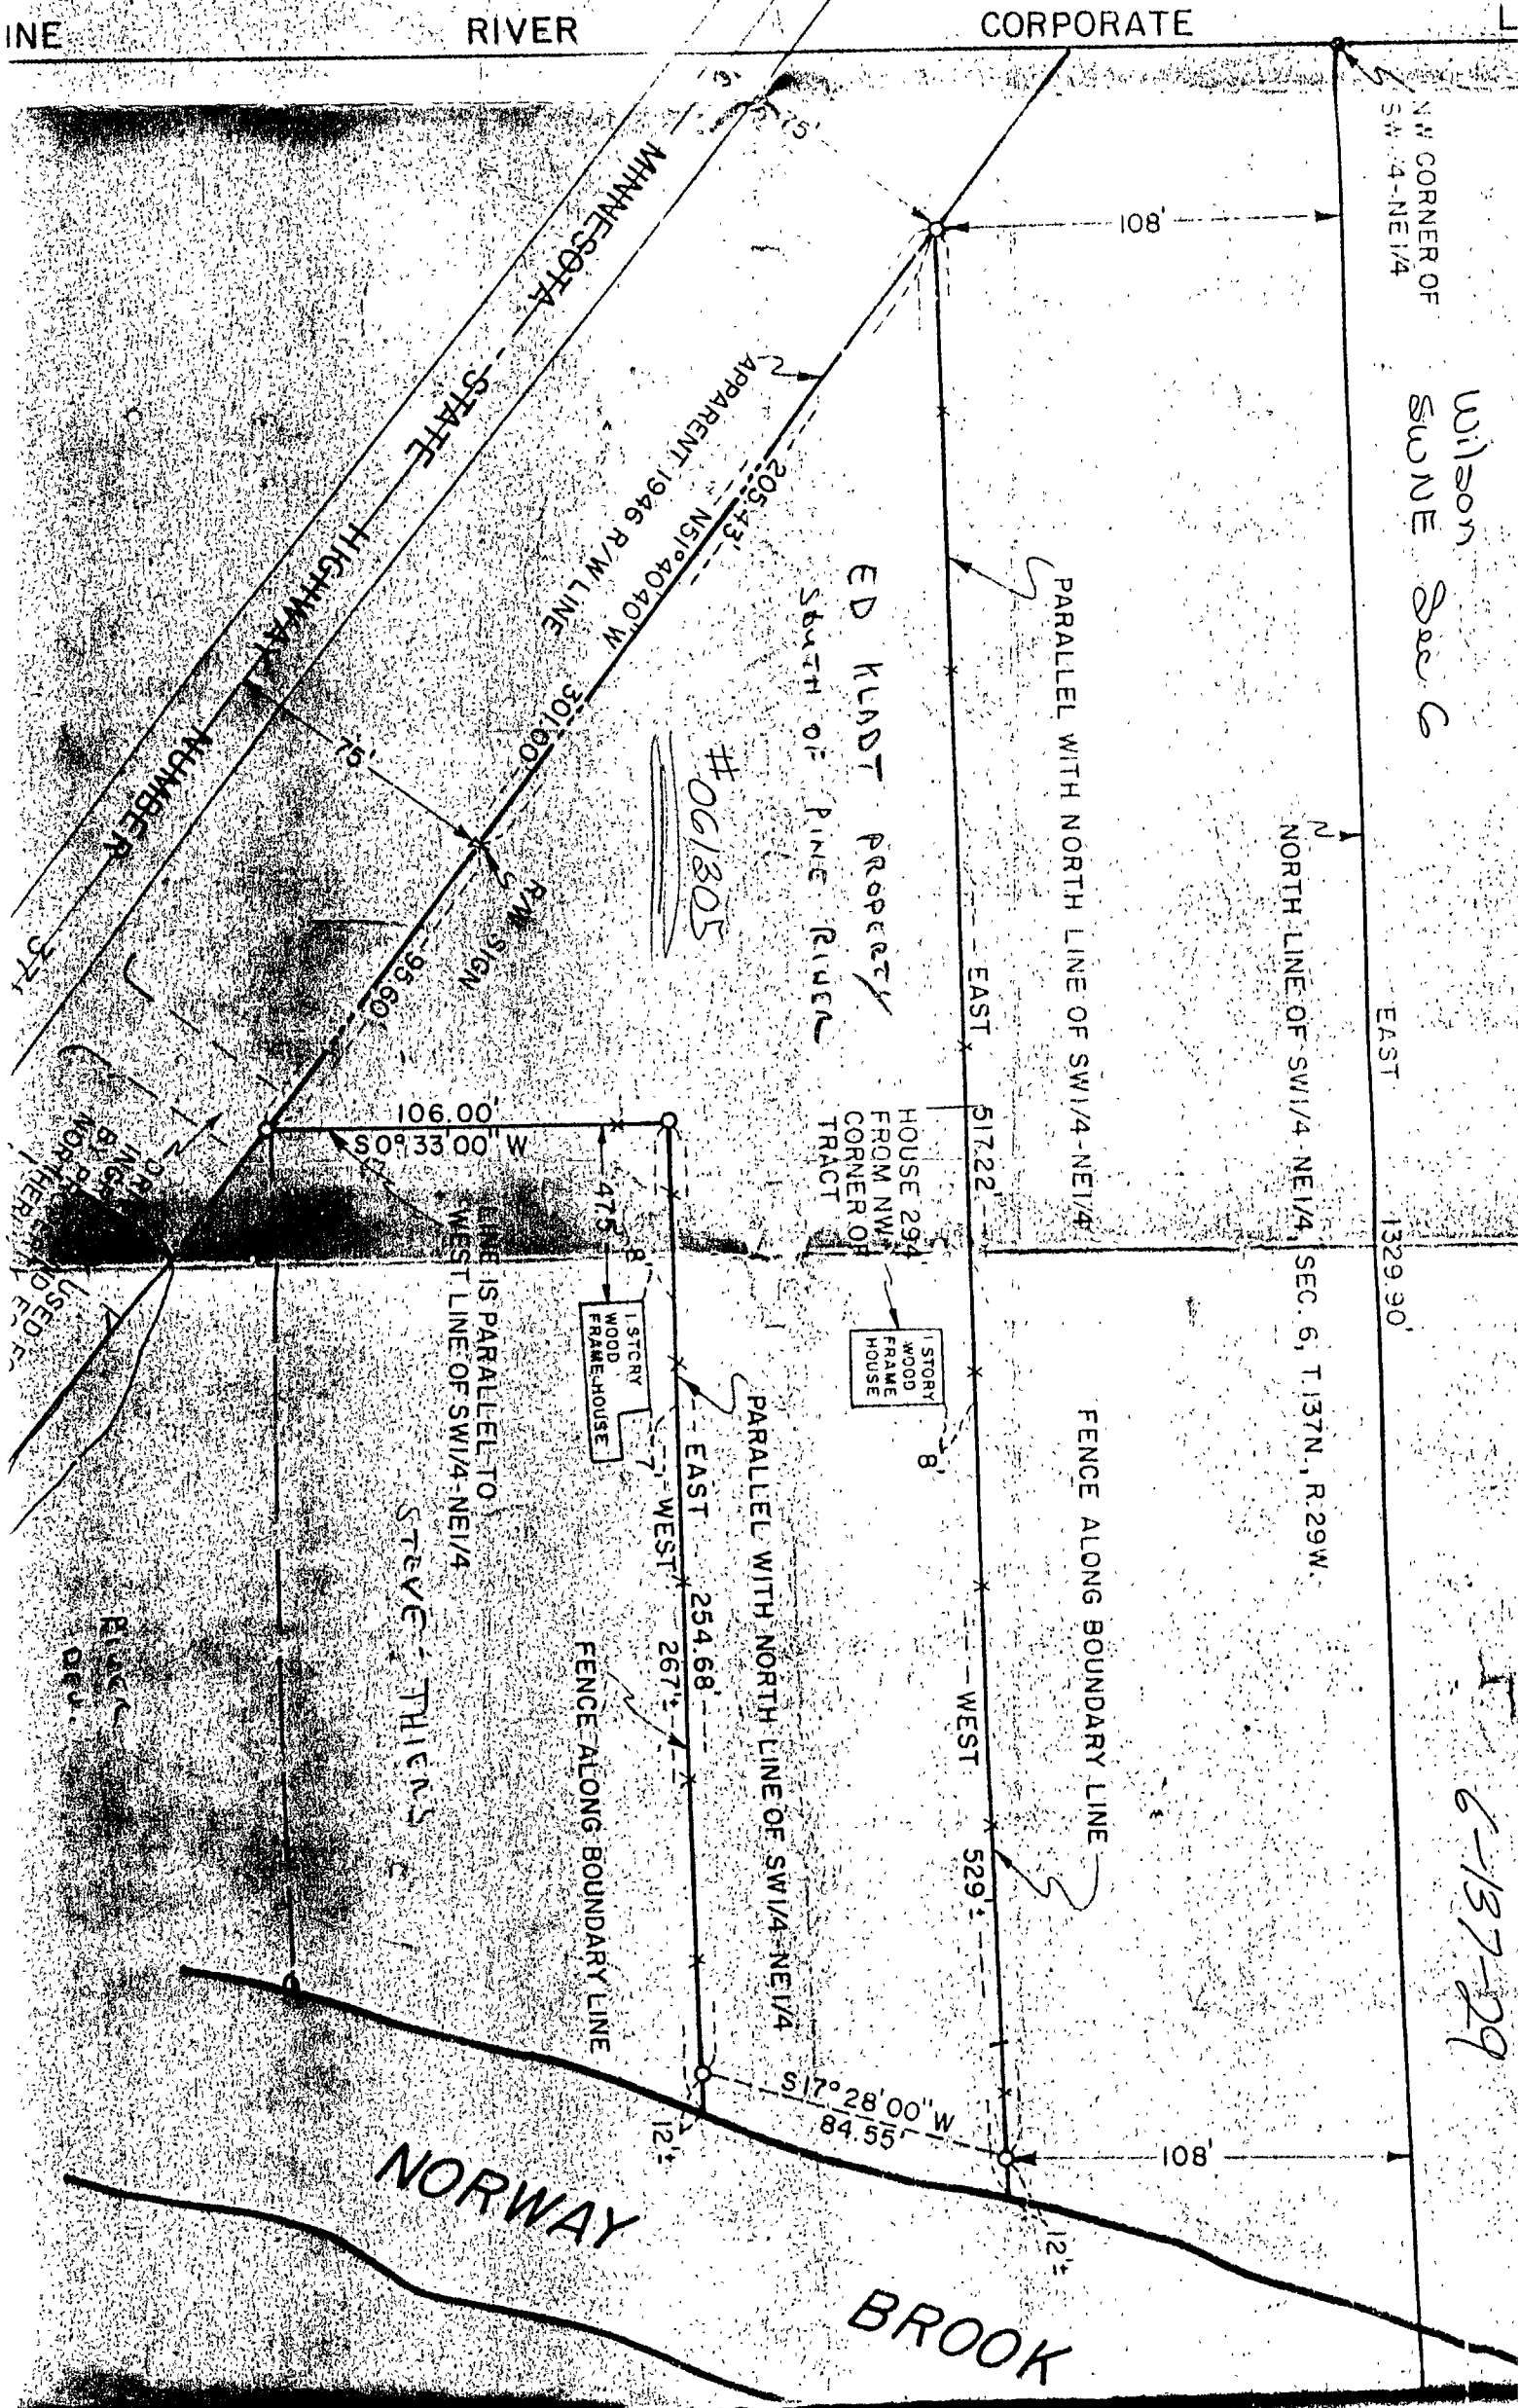 INE
RIVER
CORPORATE
L
NW CORNER OF
SW 1/4-NE 1/4
Wilson
SWNE Sec 6
6-137-29
EAST
1329.90'
NORTH LINE OF SW1/4-NE1/4, SEC. 6, T.137N., R.29W.
108'
75'
PARALLEL WITH NORTH LINE OF SW1/4-NE1/4
FENCE ALONG BOUNDARY LINE
EAST
517.22'
WEST
529'±
108'
12'±
HOUSE 294'
FROM NW
CORNER OF
TRACT
1 STORY
WOOD
FRAME
HOUSE
8'
ED KLADT PROPERTY
SOUTH OF PINE RIVER
#061305
APPARENT 1946 R/W LINE
205.43'
N51°40'40"W
301.00'
95.60'
R/W SIGN
75'
MINNESOTA STATE HIGHWAY NUMBER
371
106.00'
S0°33'00"W
47.5
8'
1 STORY
WOOD
FRAME HOUSE
7'
EAST 254.68'
WEST
267'±
PARALLEL WITH NORTH LINE OF SW1/4-NE1/4
FENCE ALONG BOUNDARY LINE
LINE IS PARALLEL TO
WEST LINE OF SW1/4-NE1/4
STEVE THIENS
S17°28'00"W
84.55'
12'±
NORWAY
BROOK
USED